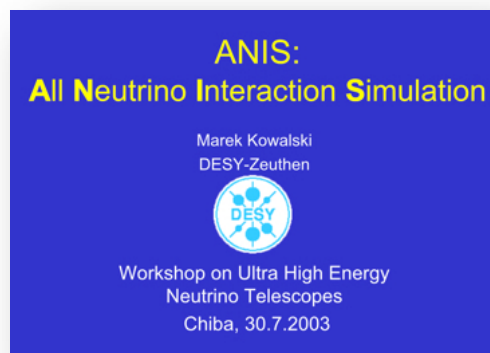 ANIS:
All Neutrino Interaction Simulation
Marek Kowalski
DESY-Zeuthen
DESY
Workshop on Ultra High Energy
Neutrino Telescopes
Chiba, 30.7.2003